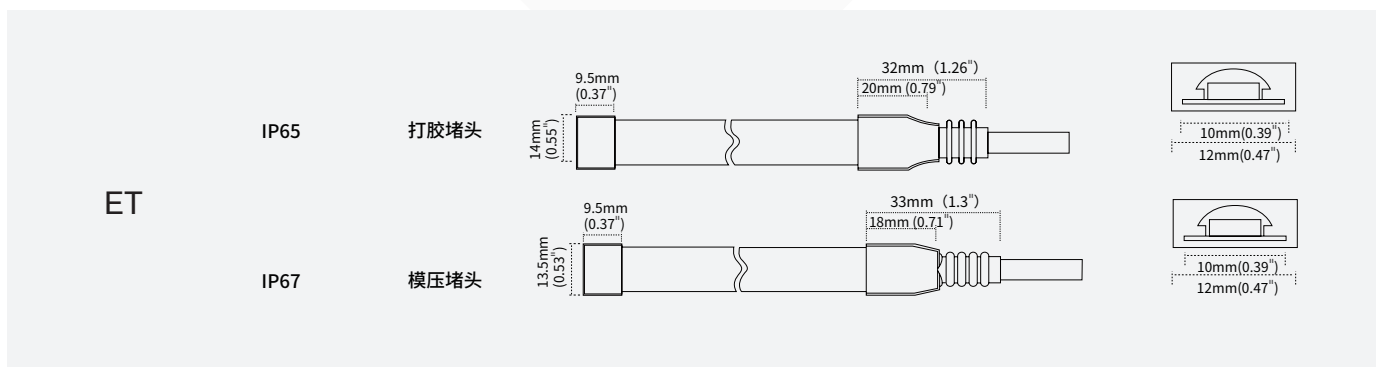 ET
IP65
打胶堵头
9.5mm
(0.37")
14mm
(0.55")
32mm（1.26"）
20mm (0.79")
10mm(0.39")
12mm(0.47")
IP67
模压堵头
9.5mm
(0.37")
13.5mm
(0.53")
33mm（1.3"）
18mm (0.71")
10mm(0.39")
12mm(0.47")